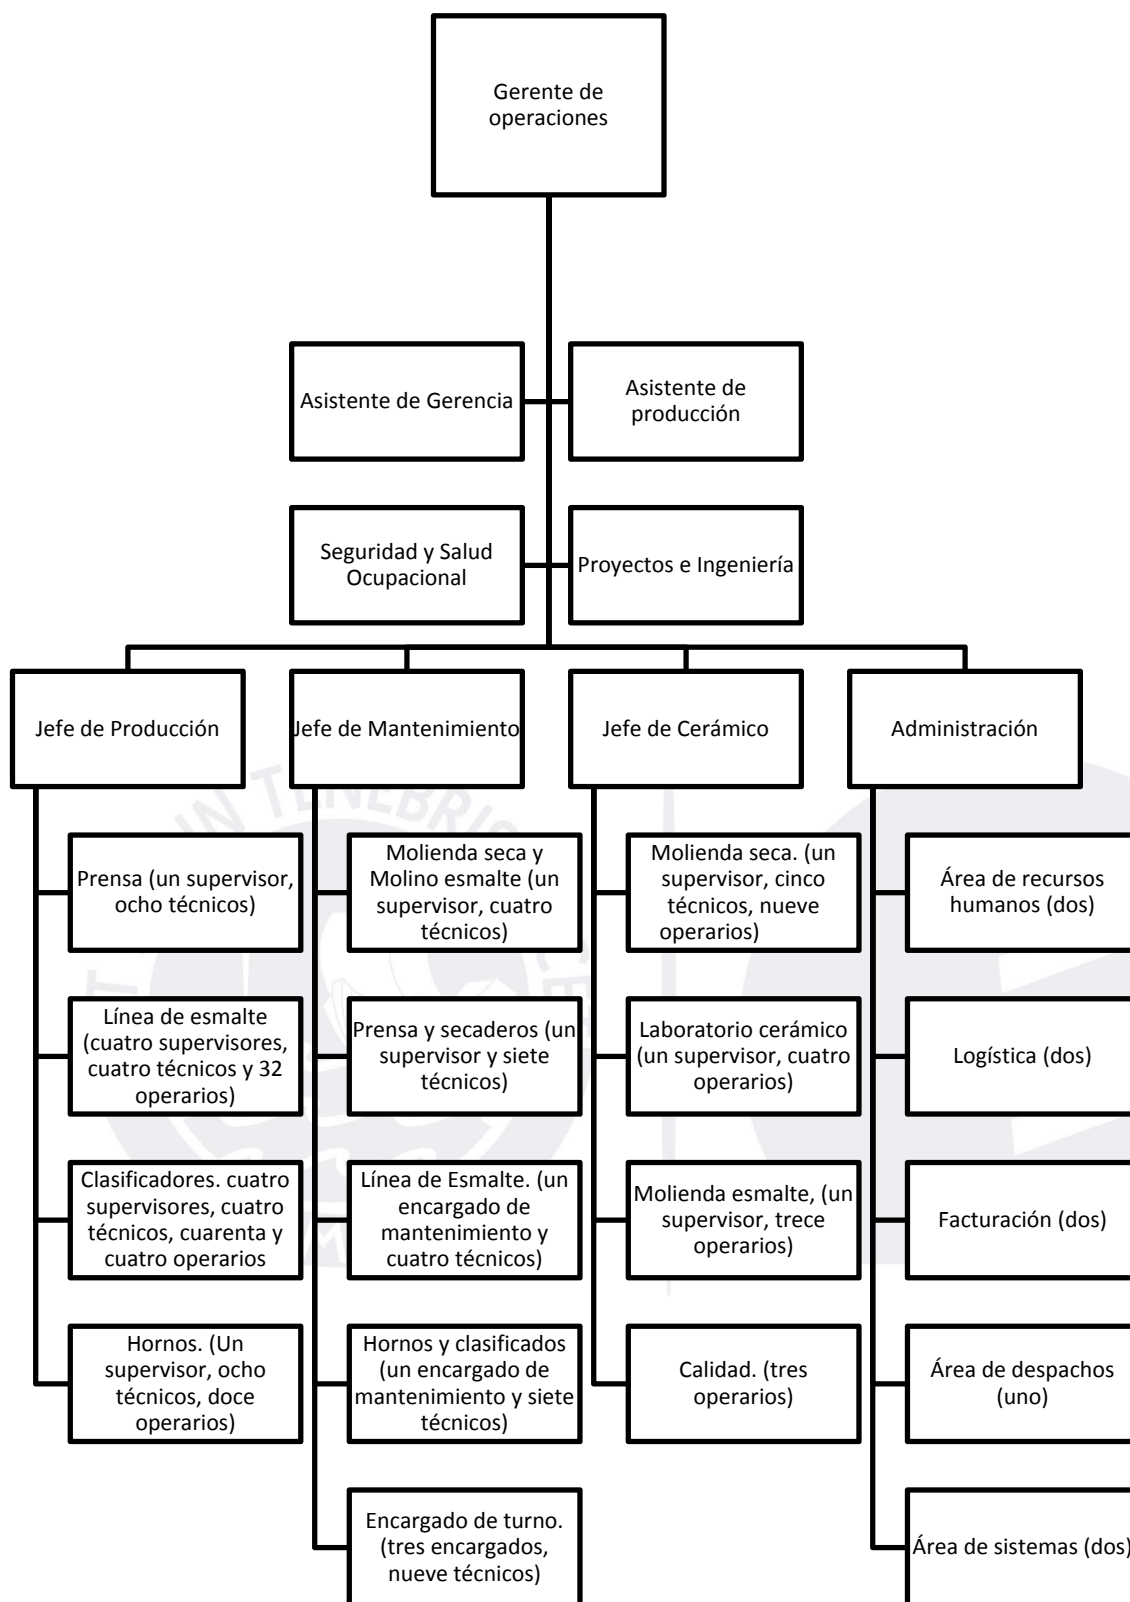 Gerente de
operaciones
Asistente de Gerencia
Asistente de
producción
Seguridad y Salud
Ocupacional
Proyectos e Ingeniería
Jefe de Producción
Jefe de Mantenimiento
Jefe de Cerámico
Administración
Prensa (un supervisor,
ocho técnicos)
Línea de esmalte
(cuatro supervisores,
cuatro técnicos y 32
operarios)
Clasificadores. cuatro
supervisores, cuatro
técnicos, cuarenta y
cuatro operarios
Hornos. (Un
supervisor, ocho
técnicos, doce
operarios)
Molienda seca y
Molino esmalte (un
supervisor, cuatro
técnicos)
Prensa y secaderos (un
supervisor y siete
técnicos)
Línea de Esmalte. (un
encargado de
mantenimiento y
cuatro técnicos)
Hornos y clasificados
(un encargado de
mantenimiento y siete
técnicos)
Encargado de turno.
(tres encargados,
nueve técnicos)
Molienda seca. (un
supervisor, cinco
técnicos, nueve
operarios)
Laboratorio cerámico
(un supervisor, cuatro
operarios)
Molienda esmalte, (un
supervisor, trece
operarios)
Calidad. (tres
operarios)
Área de recursos
humanos (dos)
Logística (dos)
Facturación (dos)
Área de despachos
(uno)
Área de sistemas (dos)
IN TENEBRIS